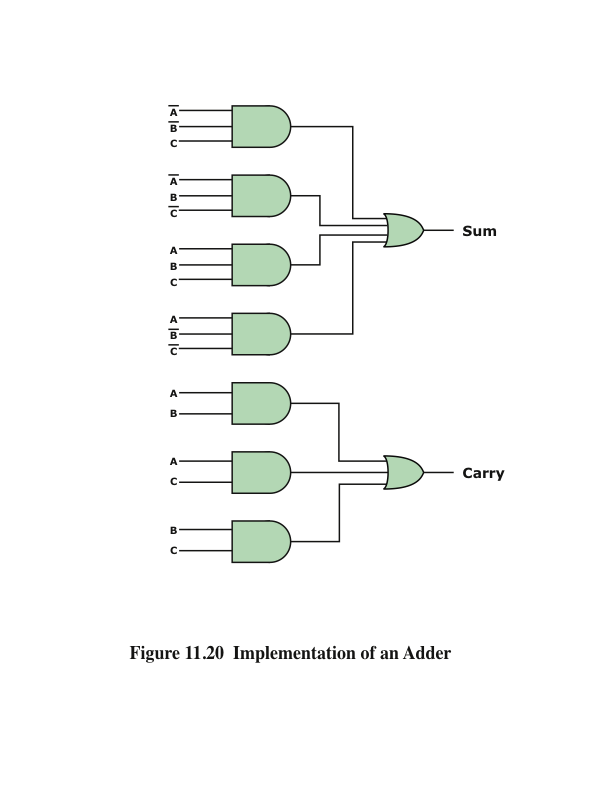 A̅
B̅
C
A̅
B
C̅
A
B
C
Sum
A
B̅
C̅
A
B
A
C
Carry
B
C
Figure 11.20 Implementation of an Adder